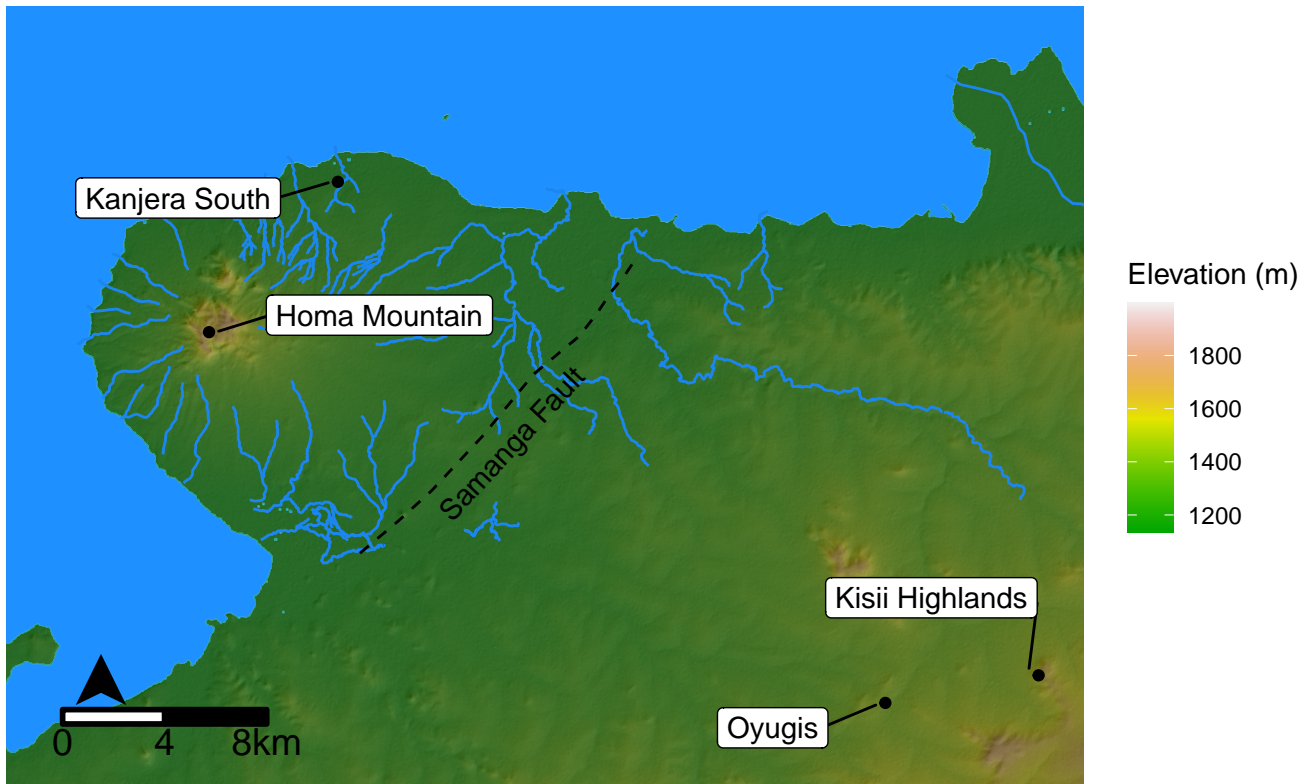 Kanjera South
Homa Mountain
Samanga Fault
Kisii Highlands
Oyugis
0 4 8km
Elevation (m)
1800
1600
1400
1200